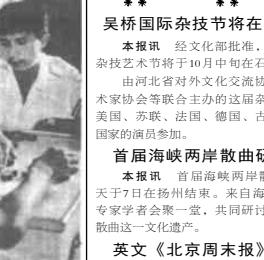 吴桥国际杂技节将在
本报讯 经文化部批准，
杂技艺术节将于10月中旬在石
由河北省对外文化交流协
术家协会等联合主办的这届杂
美国、苏联、法国、德国、古
国家的演员参加。
首届海峡两岸散曲研
本报讯 首届海峡两岸散
天于7日在扬州结束。来自海
专家学者会聚一堂，共同研讨
散曲这一文化遗产。
英文《北京周末报》